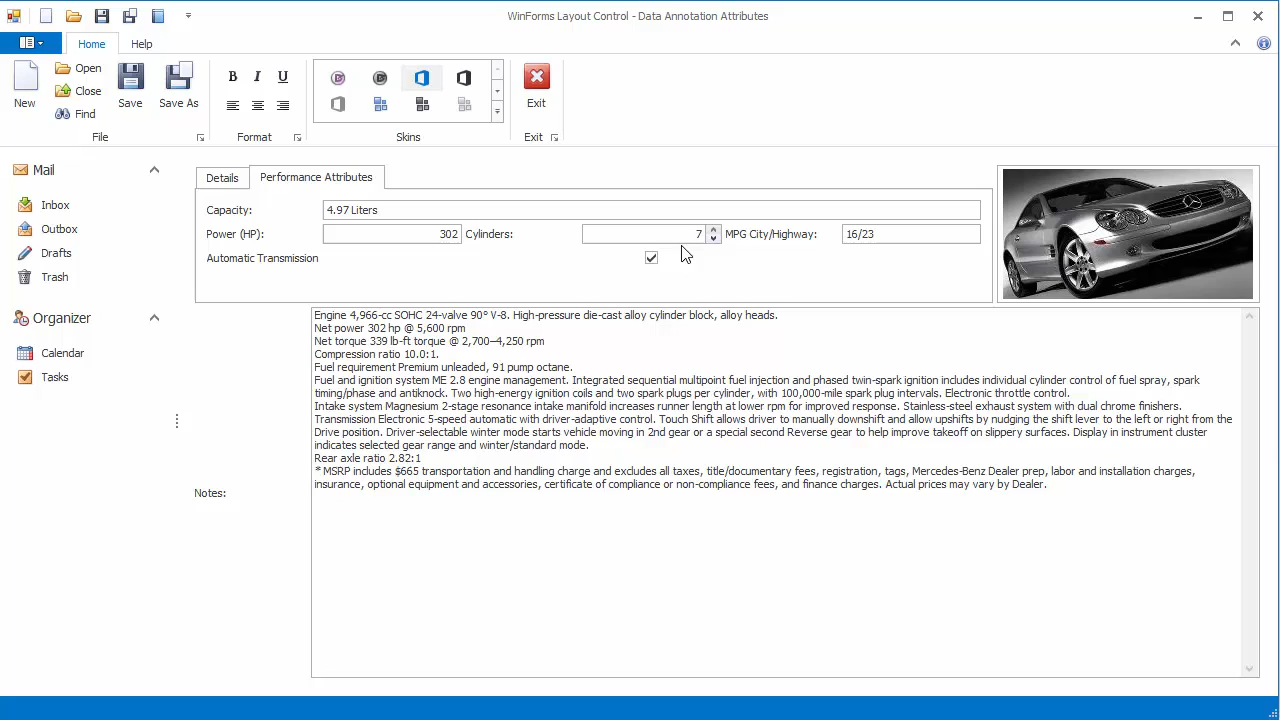 WinForms Layout Control - Data Annotation Attributes
Home
Help
New
Open
Close
Find
Save
Save As
File
B I U
Format
Skins
Exit
Exit
Mail
Inbox
Outbox
Drafts
Trash
Organizer
Calendar
Tasks
Details
Performance Attributes
Capacity: 4.97 Liters
Power (HP): 302 Cylinders: 7 MPG City/Highway: 16/23
Automatic Transmission
Notes:
Engine 4,966-cc SOHC 24-valve 90° V-8. High-pressure die-cast alloy cylinder block, alloy heads.
Net power 302 hp @ 5,600 rpm
Net torque 339 lb-ft torque @ 2,700–4,250 rpm
Compression ratio 10.0:1.
Fuel requirement Premium unleaded, 91 pump octane.
Fuel and ignition system ME 2.8 engine management. Integrated sequential multipoint fuel injection and phased twin-spark ignition includes individual cylinder control of fuel spray, spark
timing/phase and antiknock. Two high-energy ignition coils and two spark plugs per cylinder, with 100,000-mile spark plug intervals. Electronic throttle control.
Intake system Magnesium 2-stage resonance intake manifold increases runner length at lower rpm for improved response. Stainless-steel exhaust system with dual chrome finishers.
Transmission Electronic 5-speed automatic with driver-adaptive control. Touch Shift allows driver to manually downshift and allow upshifts by nudging the shift lever to the left or right from the
Drive position. Driver-selectable winter mode starts vehicle moving in 2nd gear or a special second Reverse gear to help improve takeoff on slippery surfaces. Display in instrument cluster
indicates selected gear range and winter/standard mode.
Rear axle ratio 2.82:1
* MSRP includes $665 transportation and handling charge and excludes all taxes, title/documentary fees, registration, tags, Mercedes-Benz Dealer prep, labor and installation charges,
insurance, optional equipment and accessories, certificate of compliance or non-compliance fees, and finance charges. Actual prices may vary by Dealer.